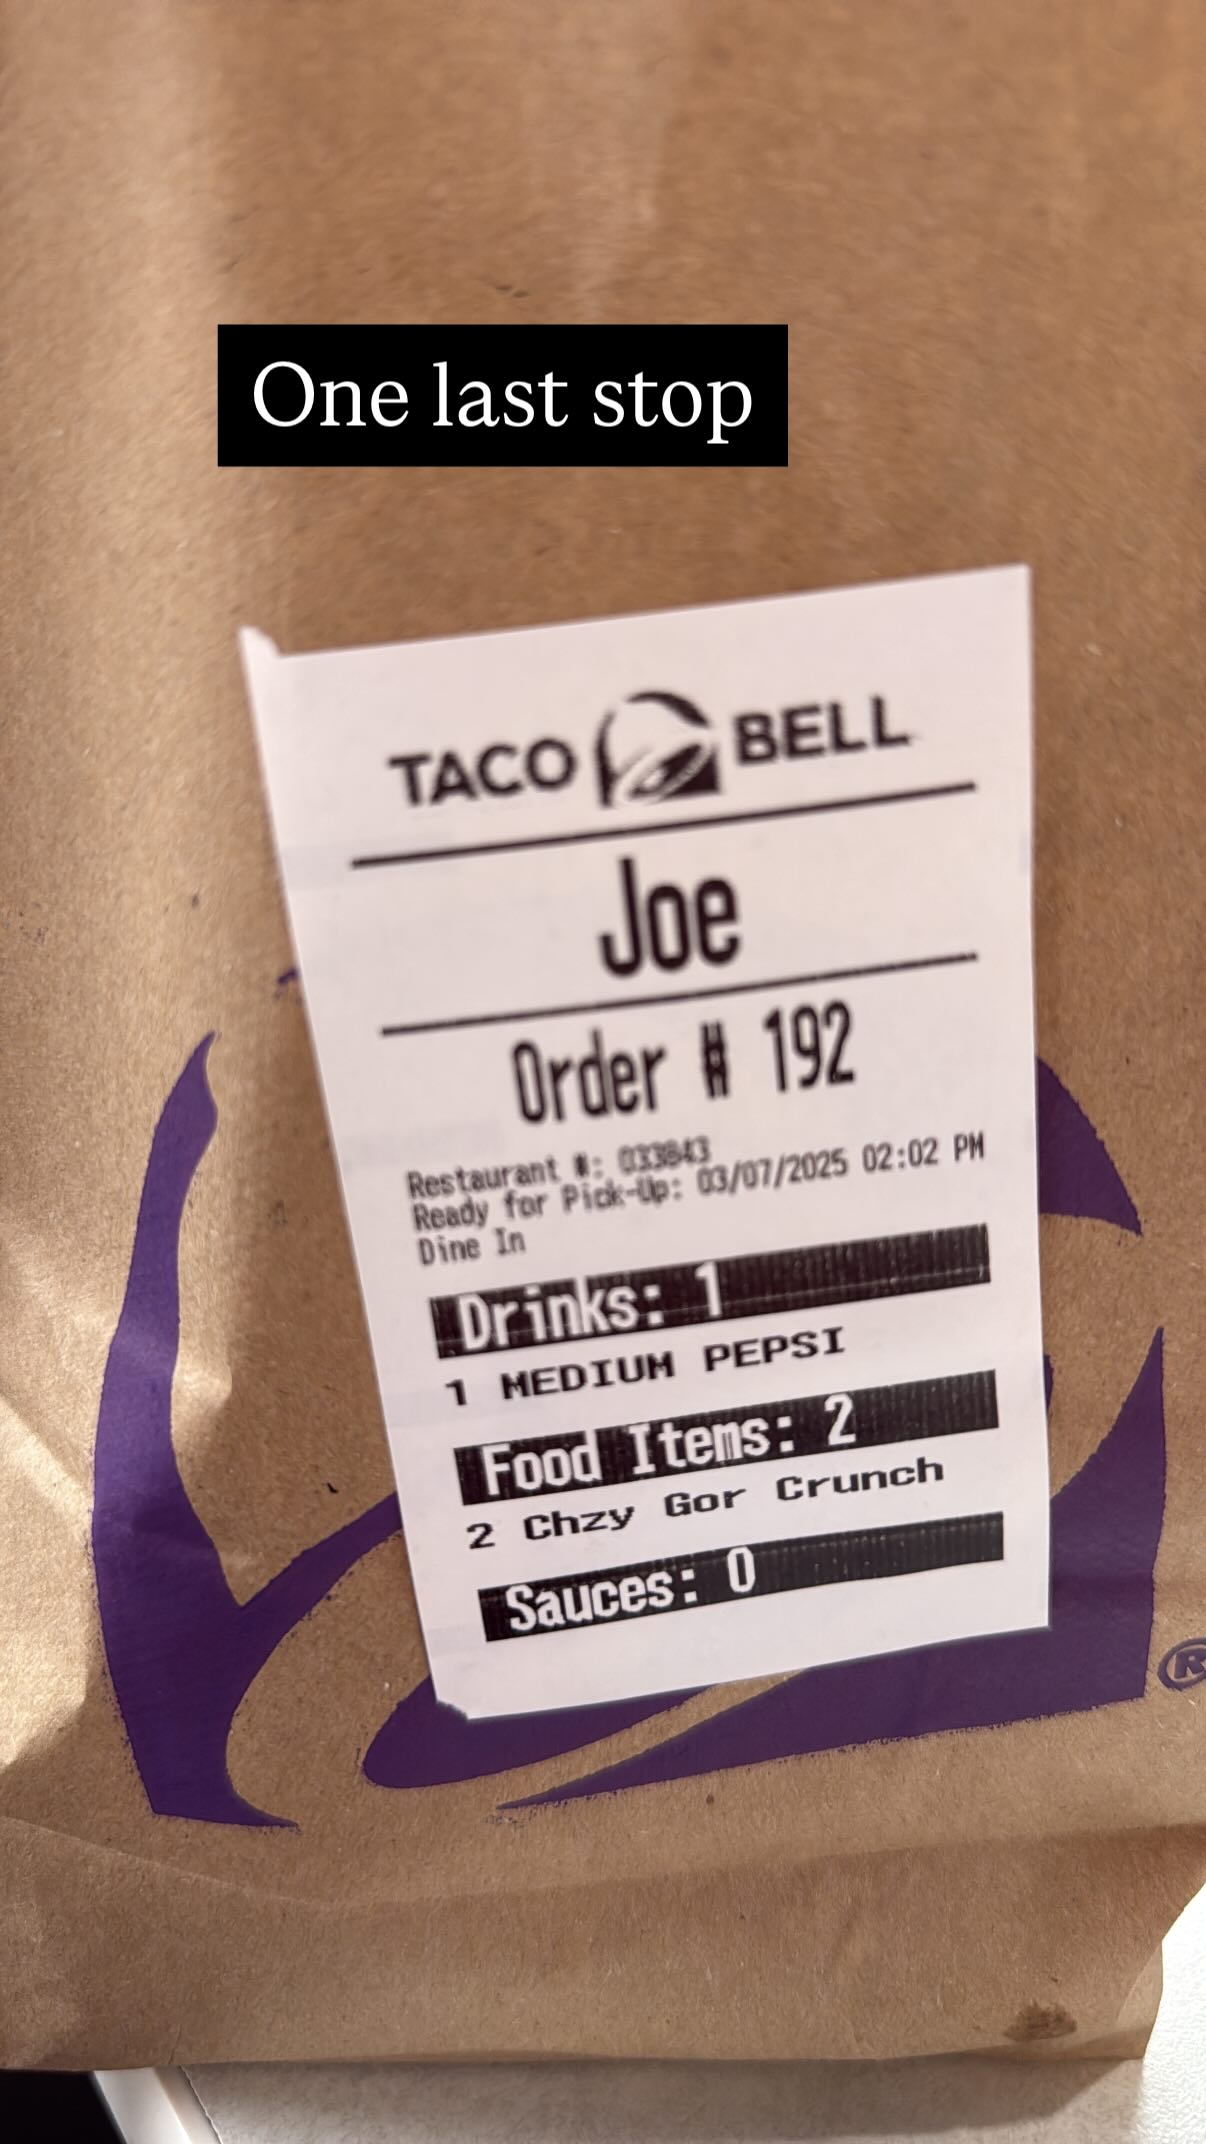 One last stop
TACO BELL
Joe
Order # 192
Restaurant #: 033843
Ready for Pick-Up: 03/07/2025 02:02 PM
Dine In
Drinks: 1
1 MEDIUM PEPSI
Food Items: 2
2 Chzy Gor Crunch
Sauces: 0
®